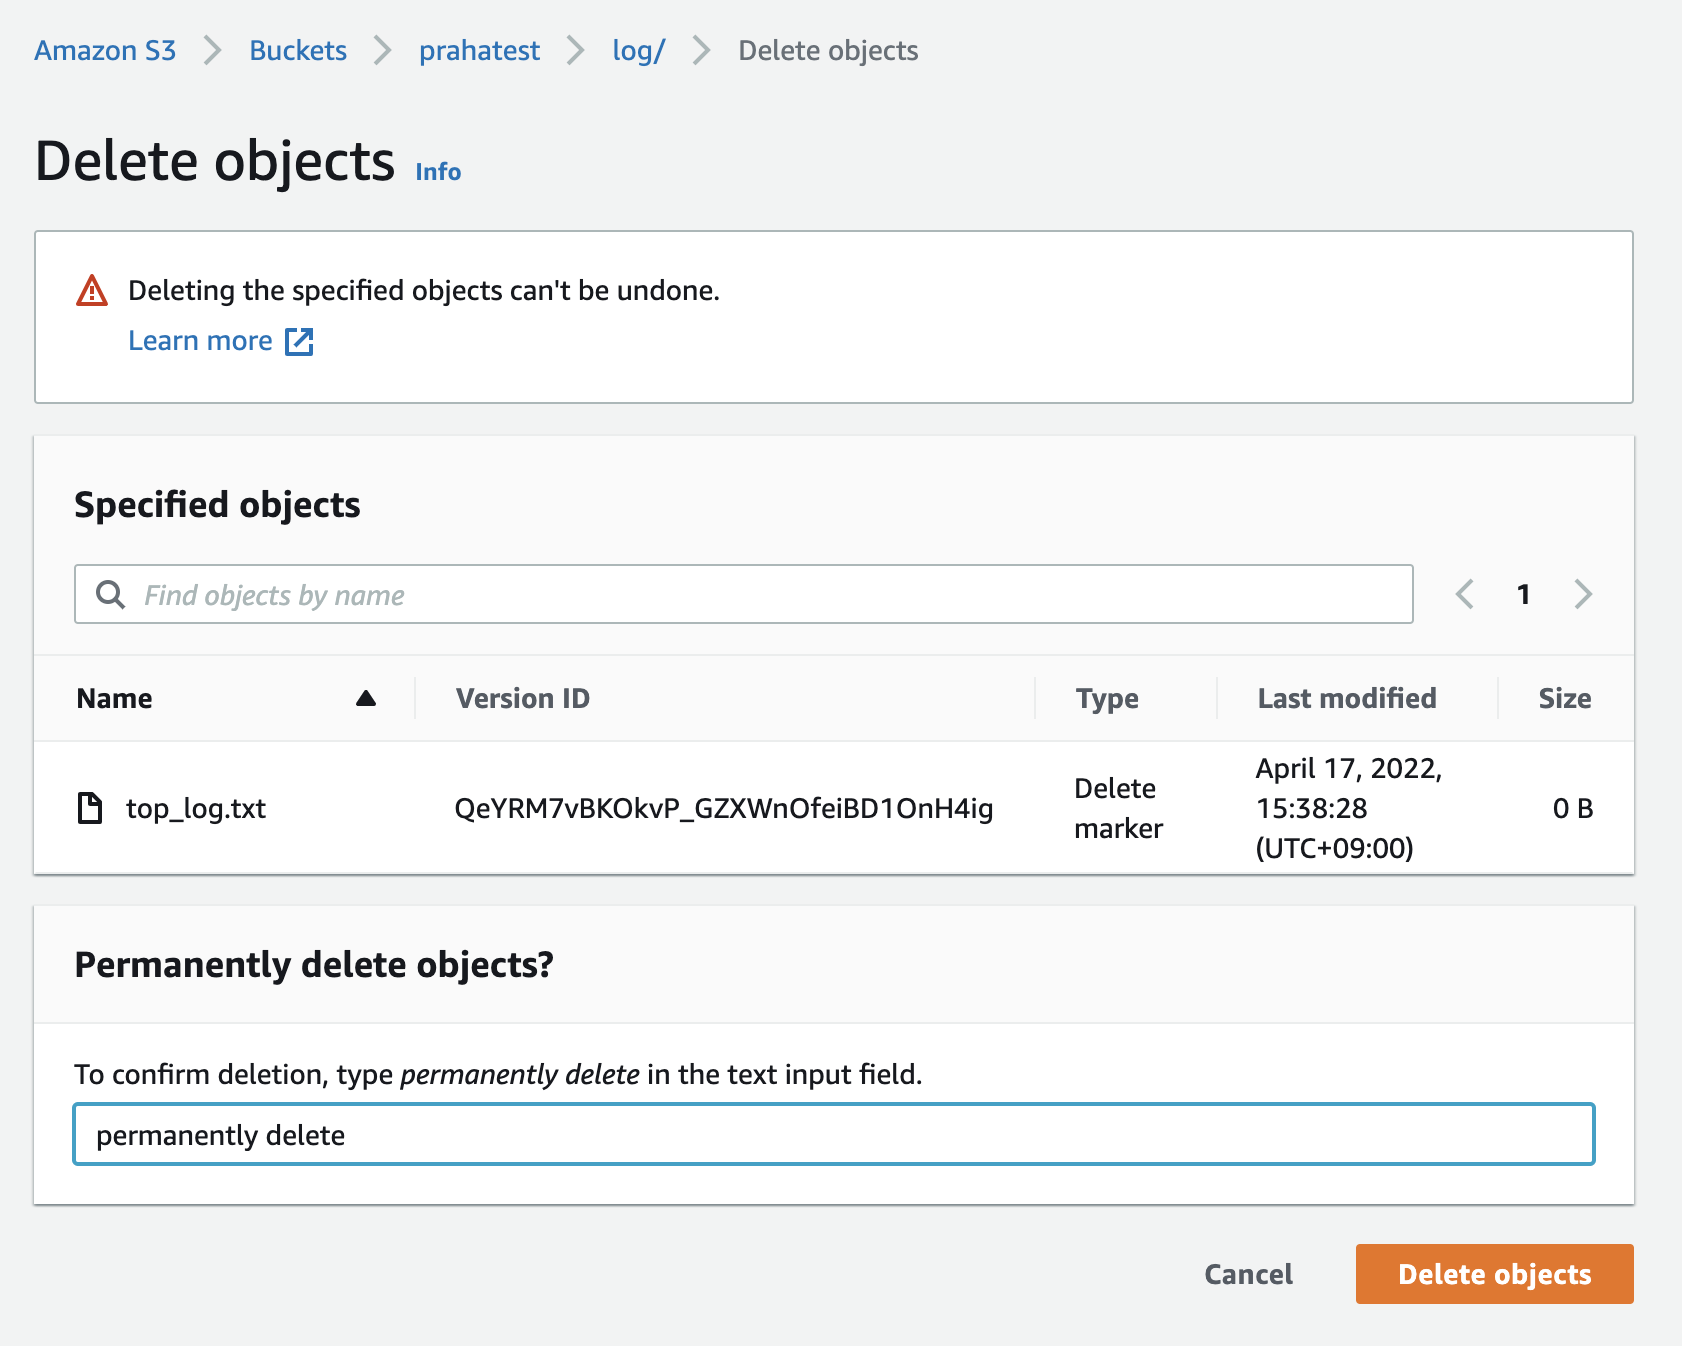 Amazon S3 > Buckets > prahatest > log/ > Delete objects
Delete objects Info
Deleting the specified objects can't be undone.
Learn more
Specified objects
Find objects by name
1
Name Version ID Type Last modified Size
top_log.txt QeYRM7vBKOkvP_GZXWnOfeiBD1OnH4ig Delete marker April 17, 2022, 15:38:28 (UTC+09:00) 0 B
Permanently delete objects?
To confirm deletion, type permanently delete in the text input field.
permanently delete
Cancel Delete objects